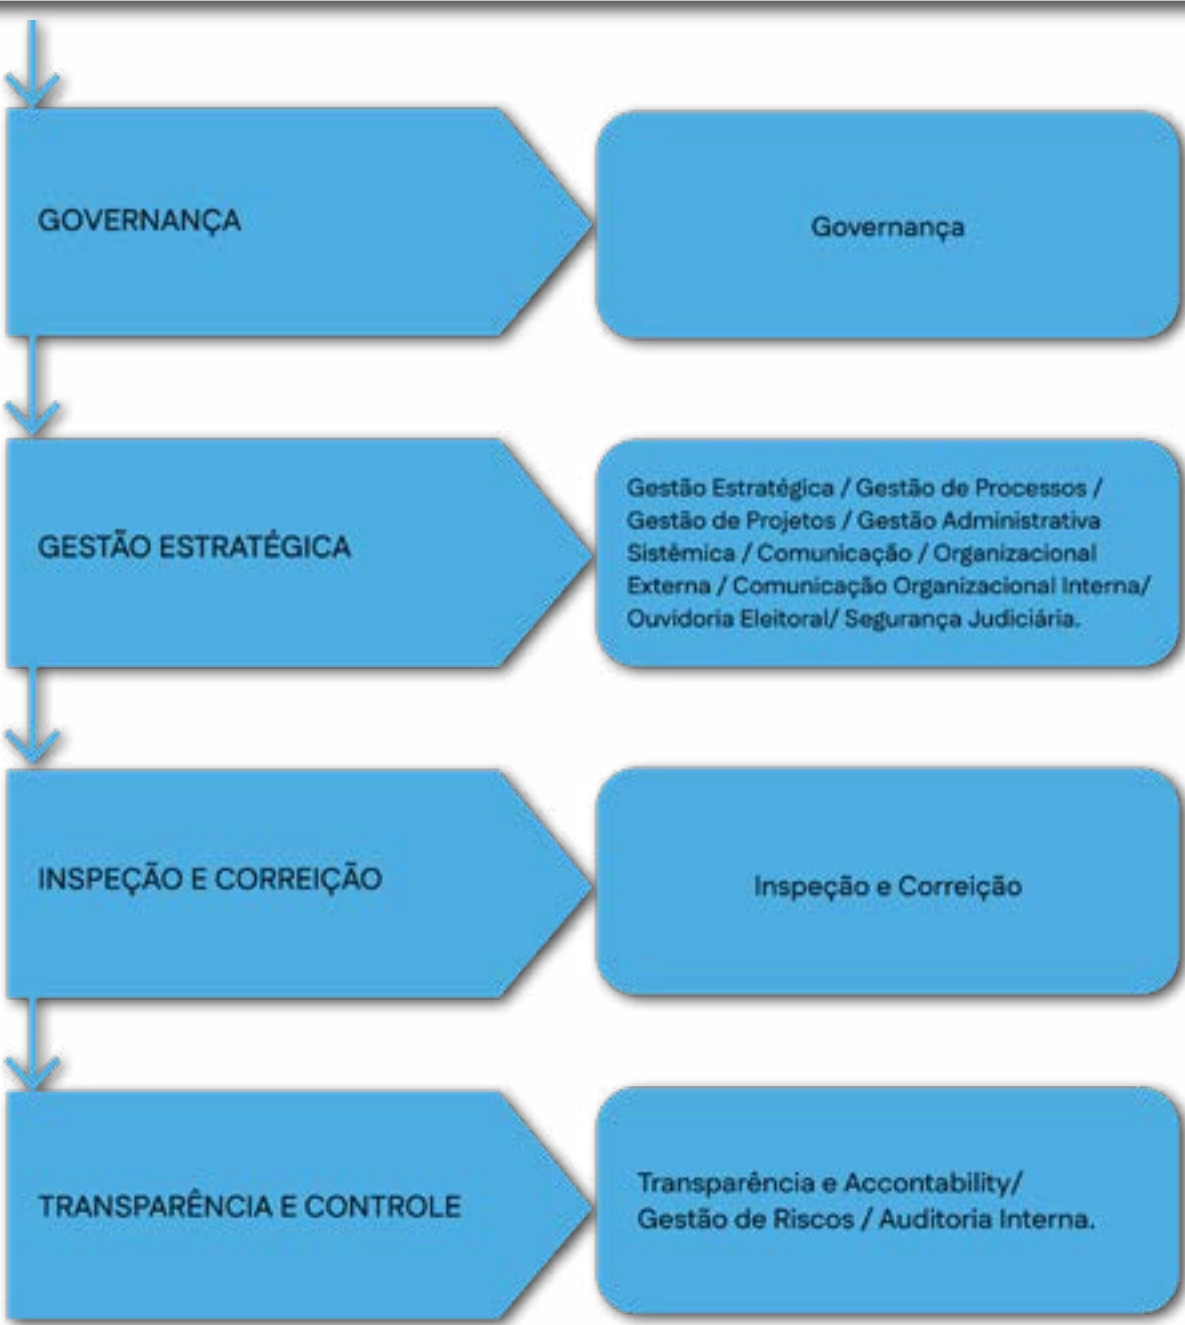 GOVERNANÇA
Governança
GESTÃO ESTRATÉGICA
Gestão Estratégica / Gestão de Processos /
Gestão de Projetos / Gestão Administrativa
Sistêmica / Comunicação / Organizacional
Externa / Comunicação Organizacional Interna/
Ouvidoria Eleitoral/ Segurança Judiciária.
INSPEÇÃO E CORREIÇÃO
Inspeção e Correição
TRANSPARÊNCIA E CONTROLE
Transparência e Accontability/
Gestão de Riscos / Auditoria Interna.